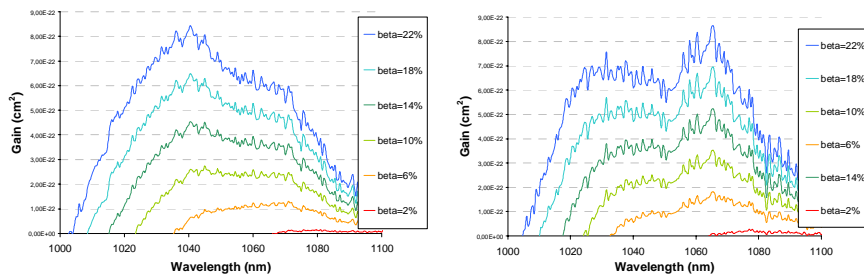 9,00E-22
8,00E-22
7,00E-22
6,00E-22
5,00E-22
4,00E-22
3,00E-22
2,00E-22
1,00E-22
0,00E+00
Gain (cm²)
1000 1020 1040 1060 1080 1100
Wavelength (nm)
beta=22%
beta=18%
beta=14%
beta=10%
beta=6%
beta=2%
9,00E-22
8,00E-22
7,00E-22
6,00E-22
5,00E-22
4,00E-22
3,00E-22
2,00E-22
1,00E-22
0,00E+00
Gain (cm²)
1000 1020 1040 1060 1080 1100
Wavelength (nm)
beta=22%
beta=18%
beta=10%
beta=6%
beta=14%
beta=2%